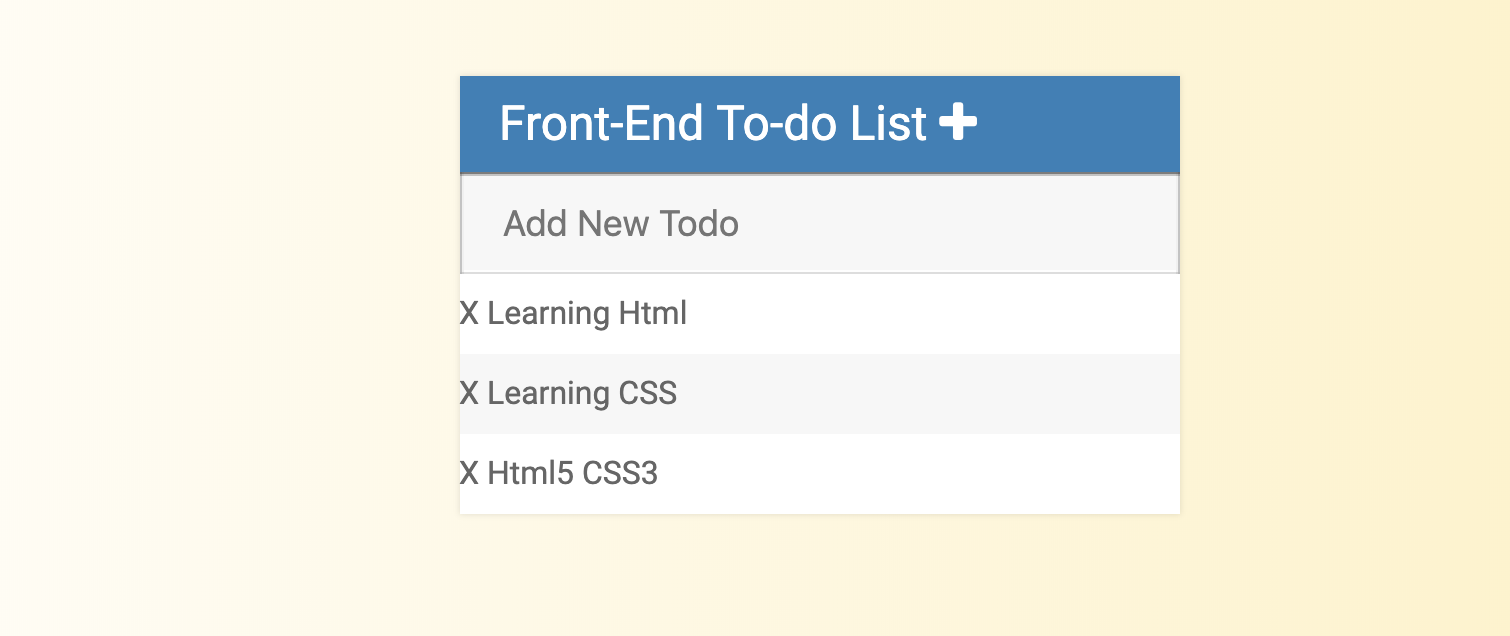 Front-End To-do List
Add New Todo
X Learning Html
X Learning CSS
X Html5 CSS3